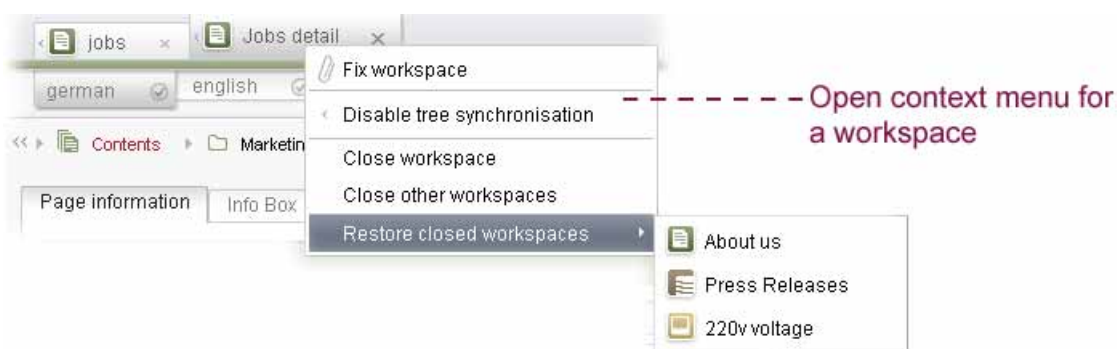 jobs
Jobs detail
german
english
Fix workspace
Disable tree synchronisation
Open context menu for
a workspace
Contents
Marketin
Close workspace
Close other workspaces
Page information
Info Box
Restore closed workspaces
About us
Press Releases
220v voltage